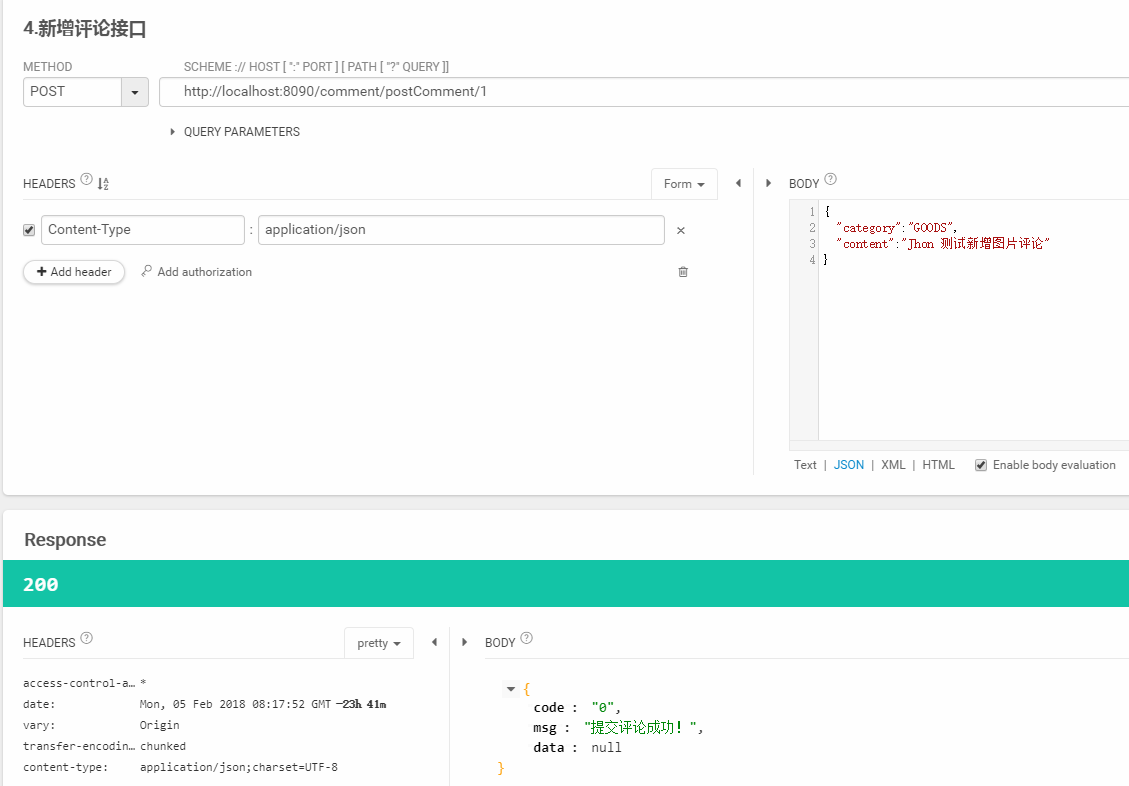 4.新增评论接口
METHOD
SCHEME :// HOST [ ":" PORT ] [ PATH [ "?" QUERY ]]
POST
http://localhost:8090/comment/postComment/1
QUERY PARAMETERS
HEADERS ?
Form
BODY ?
Content-Type : application/json
Add header
Add authorization
1 {
2 "category":"GOODS",
3 "content":"Jhon 测试新增图片评论"
4 }
Text | JSON | XML | HTML
Enable body evaluation
Response
200
HEADERS ?
pretty
BODY ?
access-control-a… *
date: Mon, 05 Feb 2018 08:17:52 GMT -23h 41m
vary: Origin
transfer-encodin… chunked
content-type: application/json;charset=UTF-8
{
code : "0",
msg : "提交评论成功！",
data : null
}